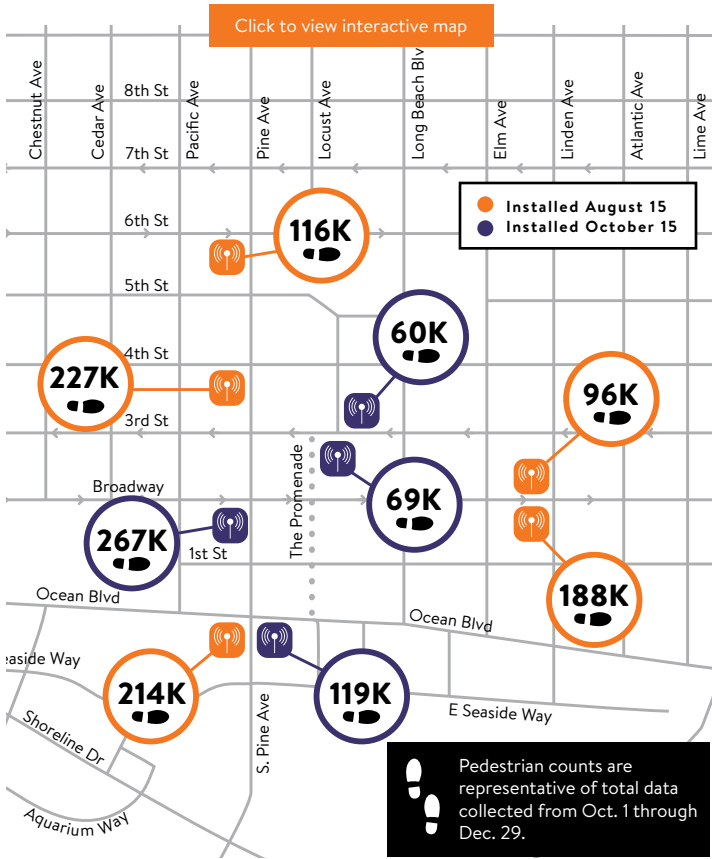 Click to view interactive map
Chestnut Ave
Cedar Ave
Pacific Ave
Pine Ave
Locust Ave
Long Beach Blv
Elm Ave
Linden Ave
Atlantic Ave
Lime Ave
8th St
7th St
6th St
5th St
4th St
3rd St
Broadway
1st St
Ocean Blvd
Ocean Blvd
The Promenade
easide Way
E Seaside Way
S. Pine Ave
Shoreline Dr
Aquarium Way
Installed August 15
Installed October 15
116K
60K
227K
96K
69K
267K
188K
214K
119K
Pedestrian counts are
representative of total data
collected from Oct. 1 through
Dec. 29.